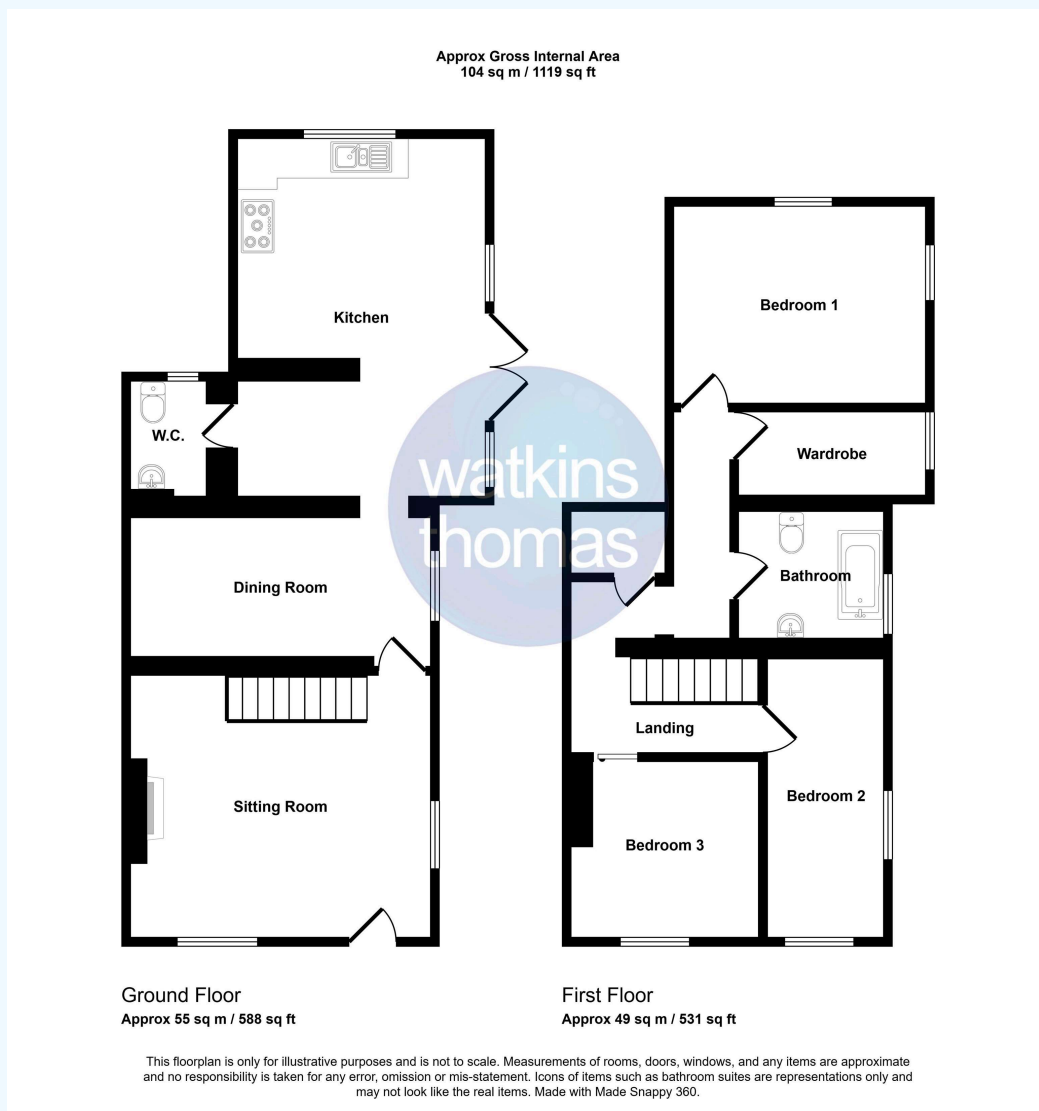 Approx Gross Internal Area
104 sq m / 1119 sq ft
Kitchen
W.C.
Dining Room
Sitting Room
Bedroom 1
Wardrobe
Bathroom
Landing
Bedroom 2
Bedroom 3
watkins
thomas
Ground Floor
Approx 55 sq m / 588 sq ft
First Floor
Approx 49 sq m / 531 sq ft
This floorplan is only for illustrative purposes and is not to scale. Measurements of rooms, doors, windows, and any items are approximate
and no responsibility is taken for any error, omission or mis-statement. Icons of items such as bathroom suites are representations only and
may not look like the real items. Made with Made Snappy 360.